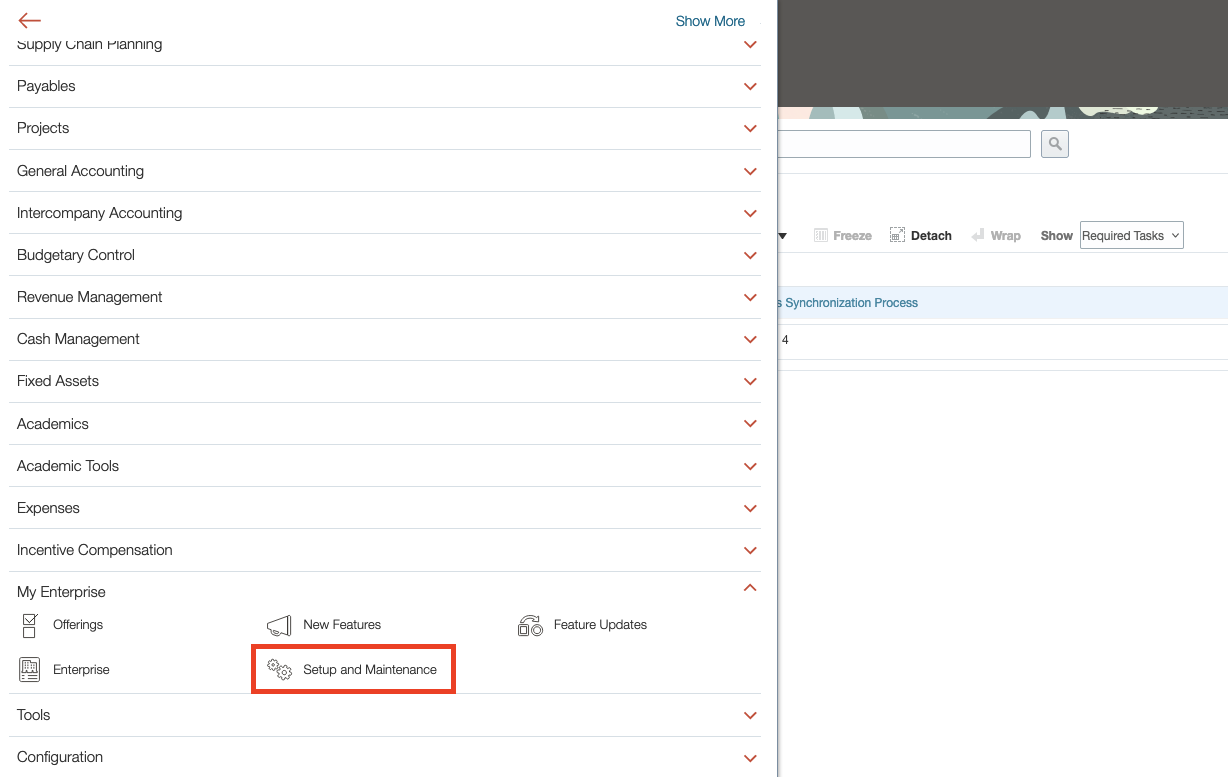 Show More
Supply Chain Planning
Payables
Projects
General Accounting
Intercompany Accounting
Budgetary Control
Revenue Management
Cash Management
Fixed Assets
Academics
Academic Tools
Expenses
Incentive Compensation
My Enterprise
Offerings
New Features
Feature Updates
Enterprise
Setup and Maintenance
Tools
Configuration
Freeze Detach Wrap Show Required Tasks
s Synchronization Process
4